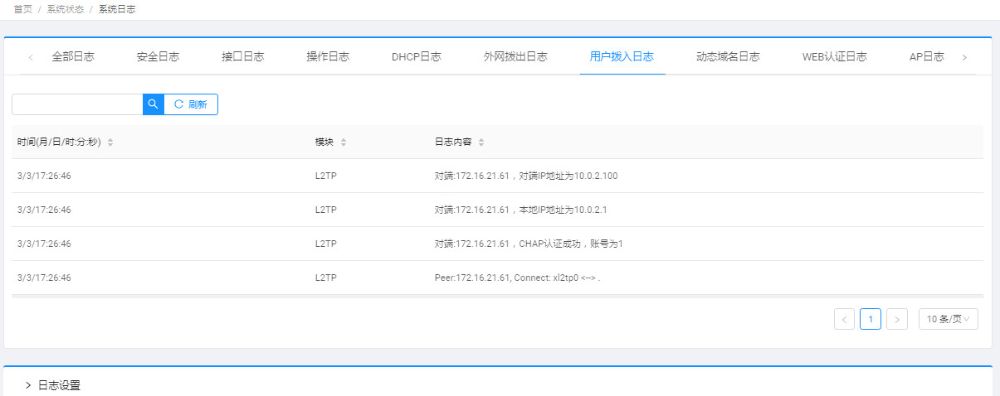 首页 / 系统状态 / 系统日志
全部日志 安全日志 接口日志 操作日志 DHCP日志 外网拨出日志 用户拨入日志 动态域名日志 WEB认证日志 AP日志
刷新
时间(月/日/时:分:秒) 模块 日志内容
3/3/17:26:46 L2TP 对端:172.16.21.61，对端IP地址为10.0.2.100
3/3/17:26:46 L2TP 对端:172.16.21.61，本地IP地址为10.0.2.1
3/3/17:26:46 L2TP 对端:172.16.21.61，CHAP认证成功，账号为1
3/3/17:26:46 L2TP Peer:172.16.21.61, Connect: xl2tp0 <--> .
1 10 条/页
日志设置